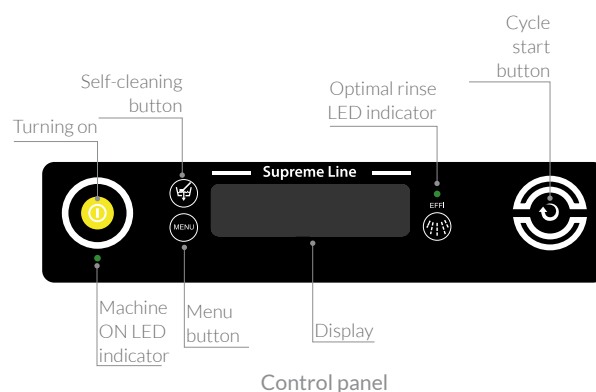 Cycle
start
button
Self-cleaning
button
Optimal rinse
LED indicator
Turning on
Supreme Line
EFFI
MENU
Machine
ON LED
indicator
Menu
button
Display
Control panel